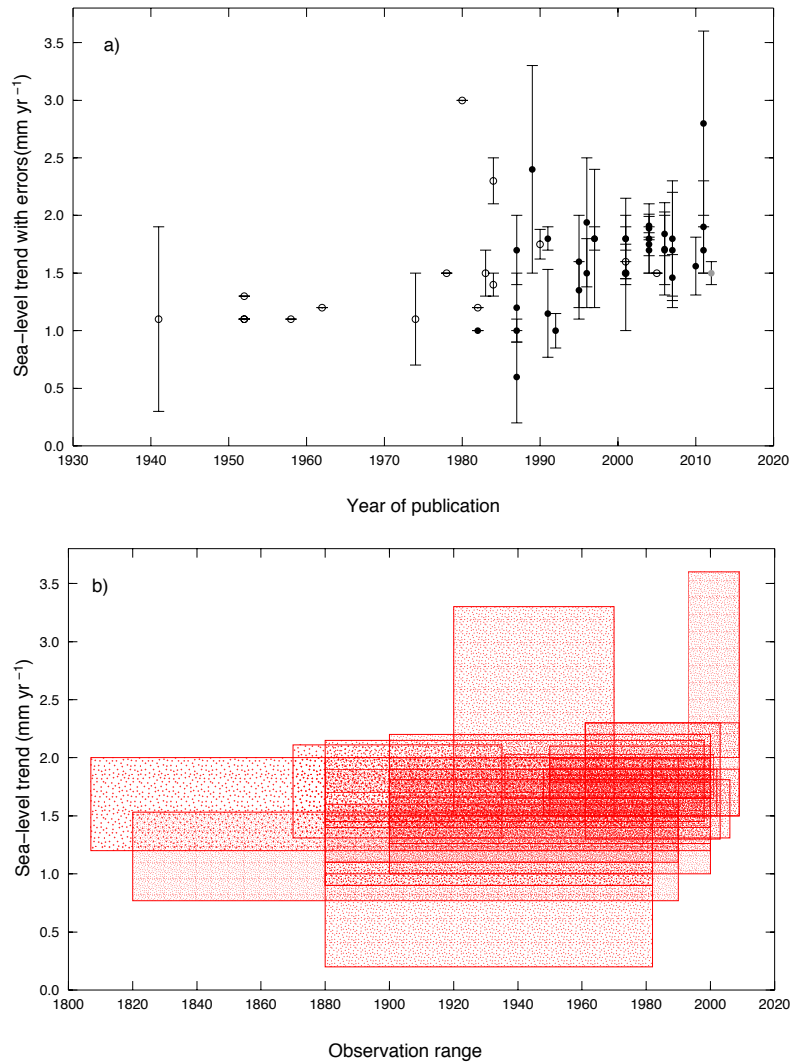 a)
Sea-level trend with errors(mm yr⁻¹)
3.5
3.0
2.5
2.0
1.5
1.0
0.5
0.0
1930 1940 1950 1960 1970 1980 1990 2000 2010 2020
Year of publication
b)
Sea-level trend (mm yr⁻¹)
3.5
3.0
2.5
2.0
1.5
1.0
0.5
0.0
1800 1820 1840 1860 1880 1900 1920 1940 1960 1980 2000 2020
Observation range